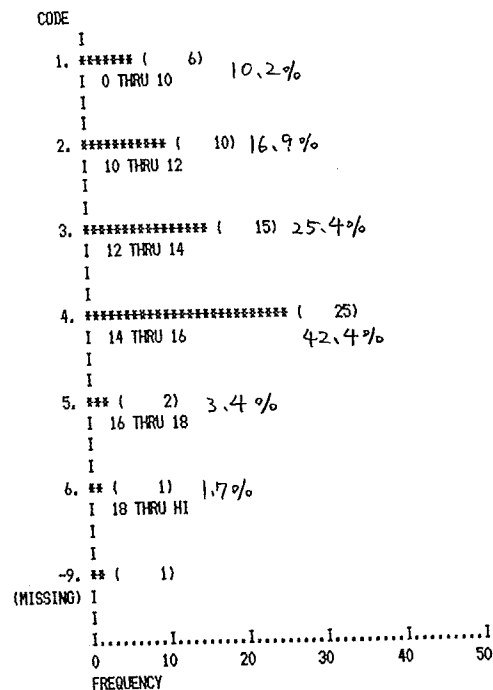 CODE
I
1. ******* (     6) 10.2%
I 0 THRU 10
I
I
2. *********** (    10) 16.9%
I 10 THRU 12
I
I
3. **************** (    15) 25.4%
I 12 THRU 14
I
I
4. ************************** (    25)
I 14 THRU 16 42.4%
I
I
5. *** (     2) 3.4%
I 16 THRU 18
I
I
6. ** (     1) 1.7%
I 18 THRU HI
I
I
-9. ** (     1)
(MISSING) I
I
I.........I.........I.........I.........I.........I
0 10 20 30 40 50
FREQUENCY